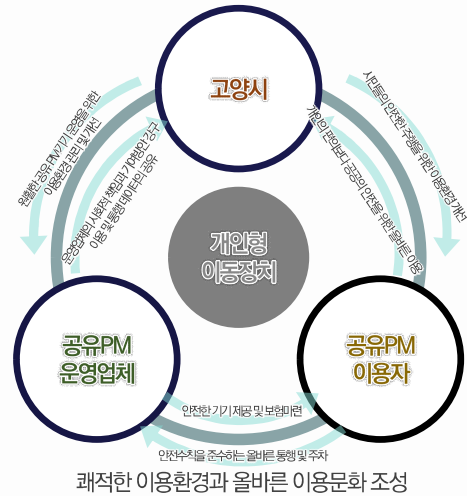 고양시
원활한 공유 PM기기 운영을 위한
이용환경 관리 및 개선
운영업체의 사회적 책임과 기여방안 강구
이용 및 통행 데이터의 공유
시민들의 안전한 주행을 위한 이용환경 개선
개인의 편의보다 공공의 안전을 위한 올바른 이용
개인형
이동장치
공유PM
운영업체
공유PM
이용자
안전한 기기 제공 및 보험마련
안전수칙을 준수하는 올바른 통행 및 주차
쾌적한 이용환경과 올바른 이용문화 조성